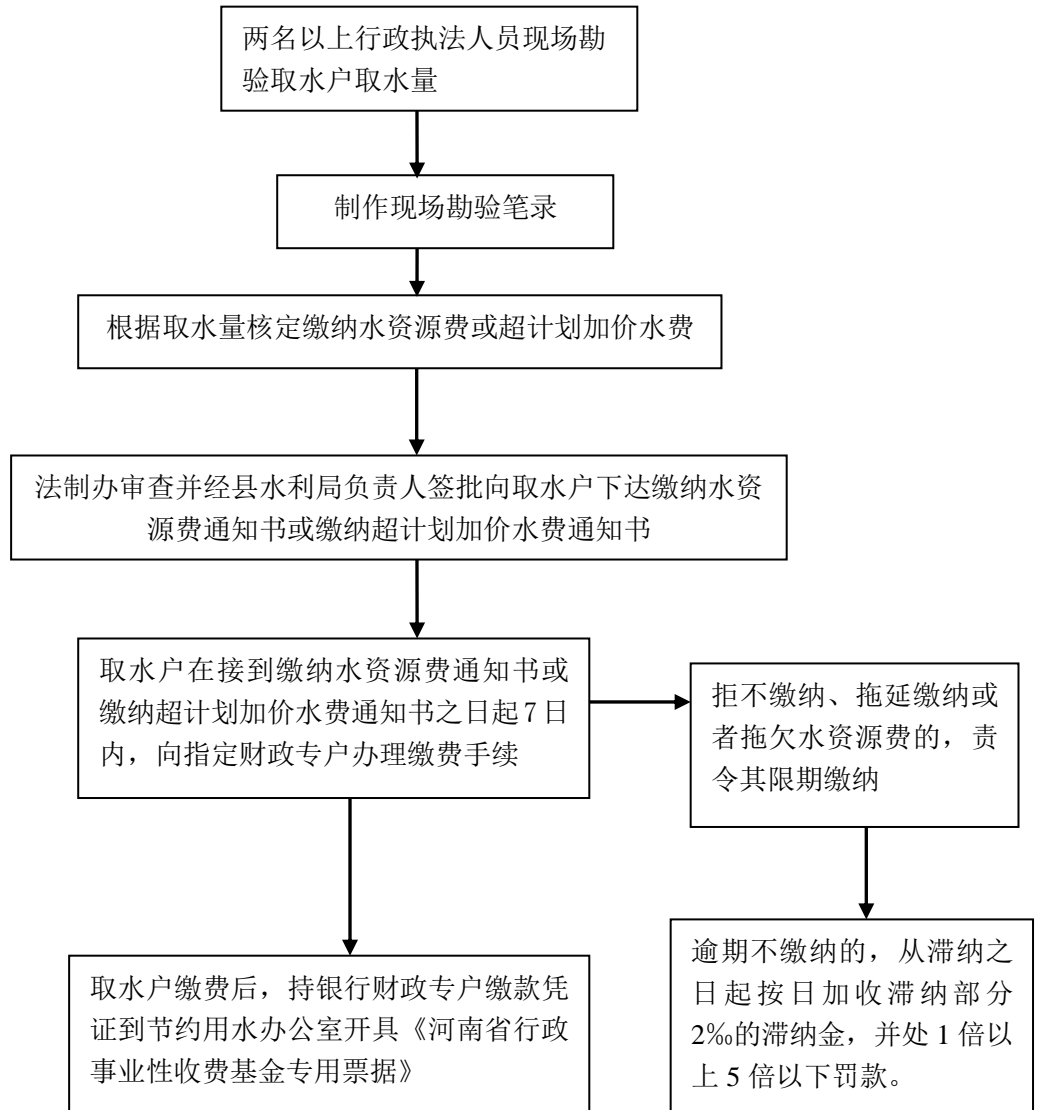 两名以上行政执法人员现场勘
验取水户取水量
制作现场勘验笔录
根据取水量核定缴纳水资源费或超计划加价水费
法制办审查并经县水利局负责人签批向取水户下达缴纳水资
源费通知书或缴纳超计划加价水费通知书
取水户在接到缴纳水资源费通知书或
缴纳超计划加价水费通知书之日起 7 日
内，向指定财政专户办理缴费手续
拒不缴纳、拖延缴纳或
者拖欠水资源费的，责
令其限期缴纳
取水户缴费后，持银行财政专户缴款凭
证到节约用水办公室开具《河南省行政
事业性收费基金专用票据》
逾期不缴纳的，从滞纳之
日起按日加收滞纳部分
2‰的滞纳金，并处 1 倍以
上 5 倍以下罚款。